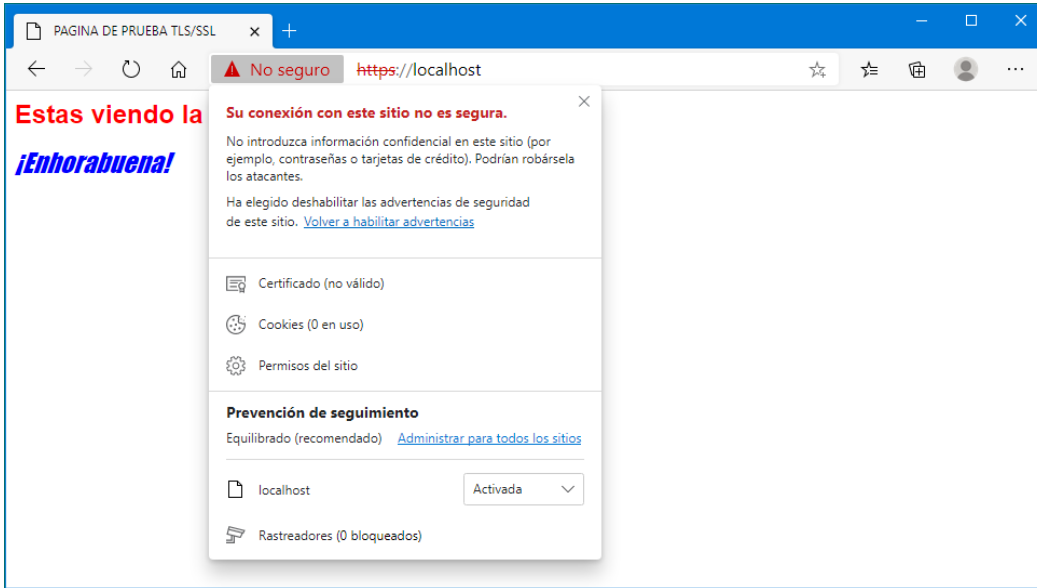 PAGINA DE PRUEBA TLS/SSL
No seguro https://localhost
Estas viendo la
¡Enhorabuena!
Su conexión con este sitio no es segura.
No introduzca información confidencial en este sitio (por
ejemplo, contraseñas o tarjetas de crédito). Podrían robársela
los atacantes.
Ha elegido deshabilitar las advertencias de seguridad
de este sitio. Volver a habilitar advertencias
Certificado (no válido)
Cookies (0 en uso)
Permisos del sitio
Prevención de seguimiento
Equilibrado (recomendado) Administrar para todos los sitios
localhost Activada
Rastreadores (0 bloqueados)